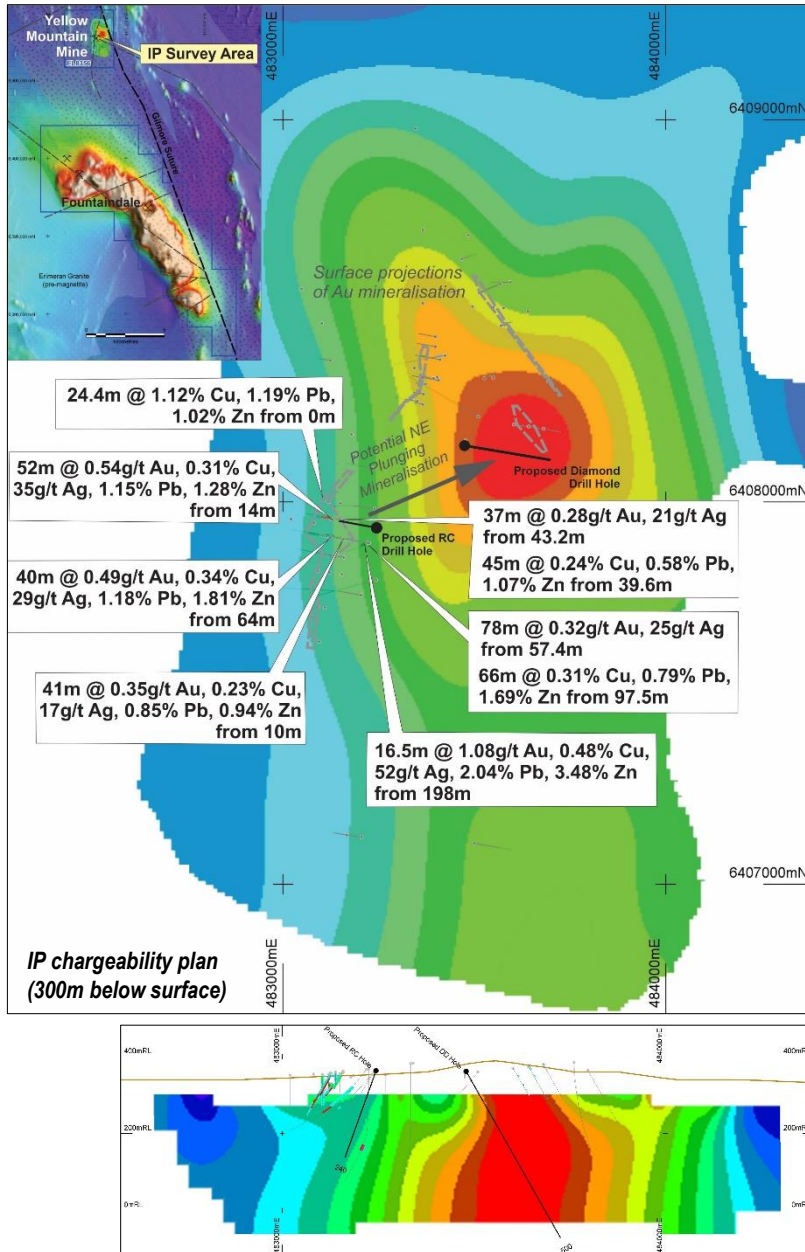 Yellow
Mountain
Mine
IP Survey Area
Gilmore Suture
Fountaindale
Erimeran Granite
(pre-magnetite)
483000mE
484000mE
6409000mN
Surface projections
of Au mineralisation
24.4m @ 1.12% Cu, 1.19% Pb,
1.02% Zn from 0m
Potential NE
Plunging
Mineralisation
Proposed Diamond
Drill Hole
6408000mN
52m @ 0.54g/t Au, 0.31% Cu,
35g/t Ag, 1.15% Pb, 1.28% Zn
from 14m
Proposed RC
Drill Hole
37m @ 0.28g/t Au, 21g/t Ag
from 43.2m
45m @ 0.24% Cu, 0.58% Pb,
1.07% Zn from 39.6m
40m @ 0.49g/t Au, 0.34% Cu,
29g/t Ag, 1.18% Pb, 1.81% Zn
from 64m
78m @ 0.32g/t Au, 25g/t Ag
from 57.4m
66m @ 0.31% Cu, 0.79% Pb,
1.69% Zn from 97.5m
41m @ 0.35g/t Au, 0.23% Cu,
17g/t Ag, 0.85% Pb, 0.94% Zn
from 10m
16.5m @ 1.08g/t Au, 0.48% Cu,
52g/t Ag, 2.04% Pb, 3.48% Zn
from 198m
6407000mN
IP chargeability plan
(300m below surface)
483000mE
484000mE
400mRL
483000mE
Proposed RC Hole
Proposed DD Hole
484000mE
400mRL
200mRL
200mRL
240
0mRL
0mRL
483000mE
484000mE